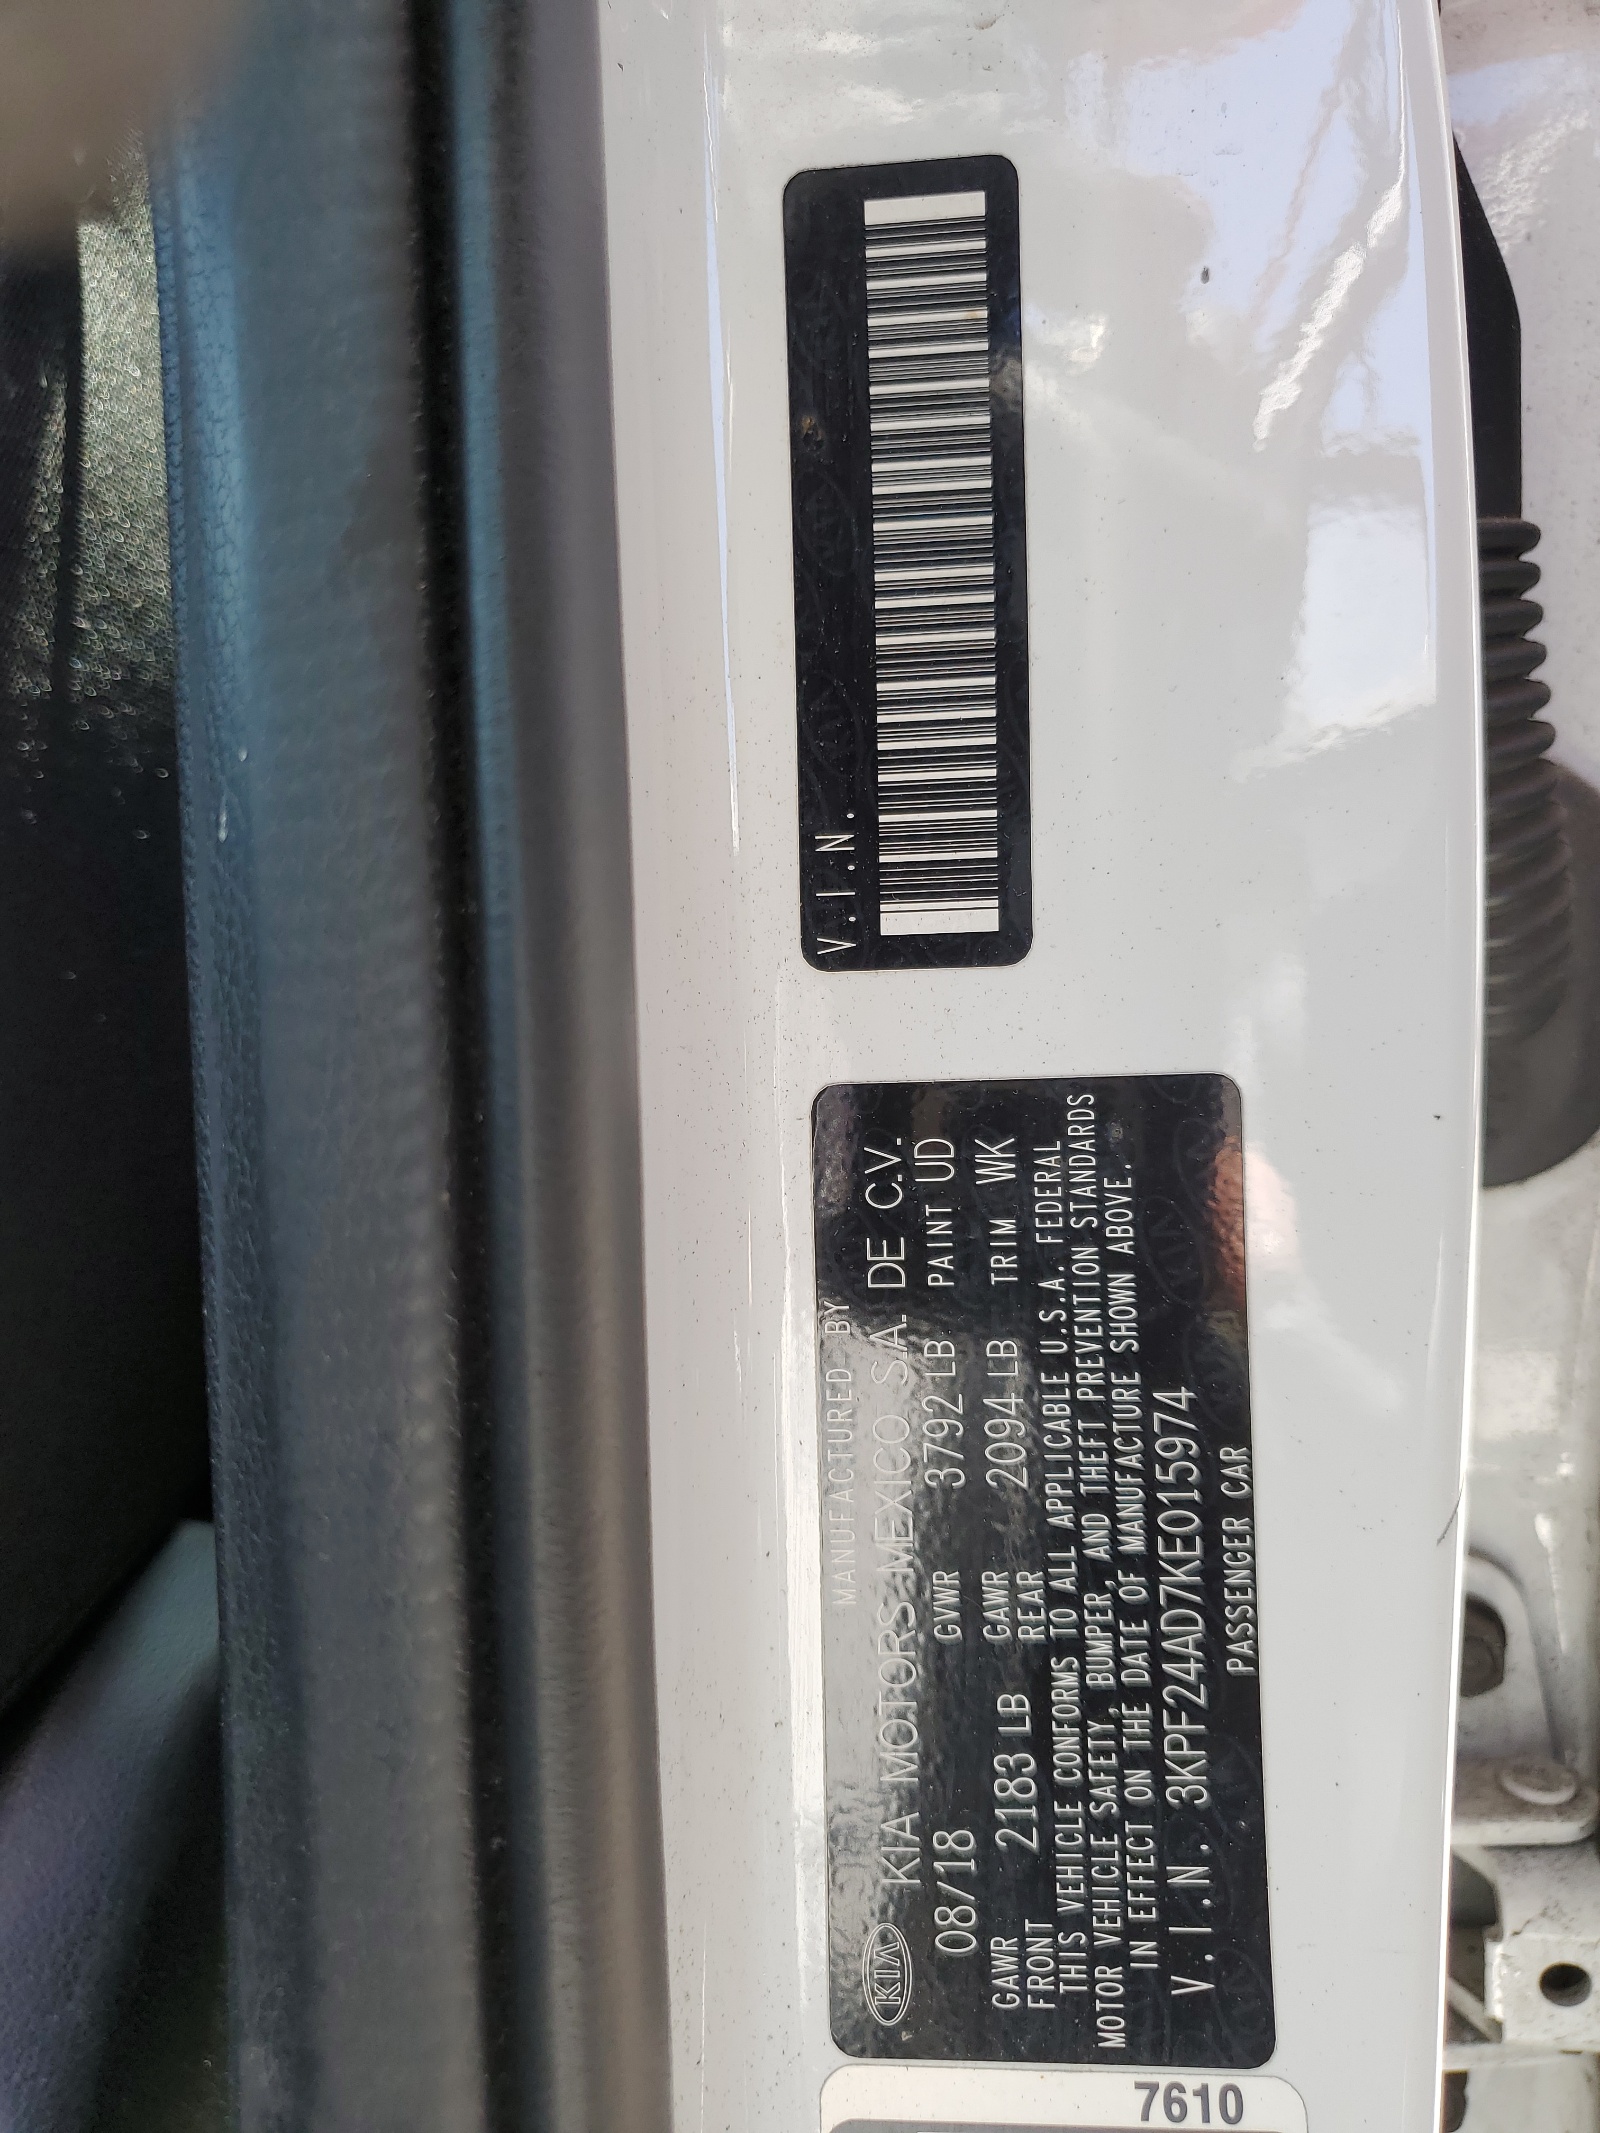 V.I.N.
KIA
MANUFACTURED BY
KIA MOTORS MEXICO S.A. DE C.V.
08/18 GVWR 3792 LB PAINT UD
GAWR FRONT 2183 LB GAWR REAR 2094 LB TRIM WK
THIS VEHICLE CONFORMS TO ALL APPLICABLE U.S.A. FEDERAL
MOTOR VEHICLE SAFETY, BUMPER, AND THEFT PREVENTION STANDARDS
IN EFFECT ON THE DATE OF MANUFACTURE SHOWN ABOVE.
V.I.N. 3KPF24AD7KE015974
PASSENGER CAR
7610